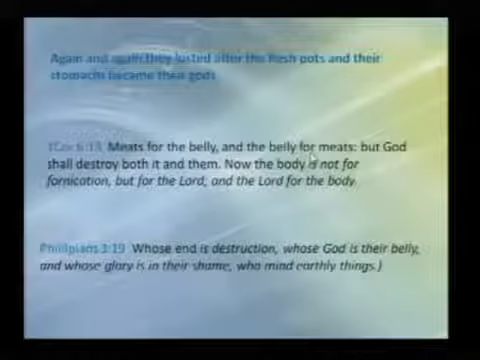 Again and again they lusted after the flesh pots and their
stomachs became their gods
1Cor 6:13 Meats for the belly, and the belly for meats: but God
shall destroy both it and them. Now the body is not for
fornication, but for the Lord; and the Lord for the body.
Phillipians 3:19 Whose end is destruction, whose God is their belly,
and whose glory is in their shame, who mind earthly things.)